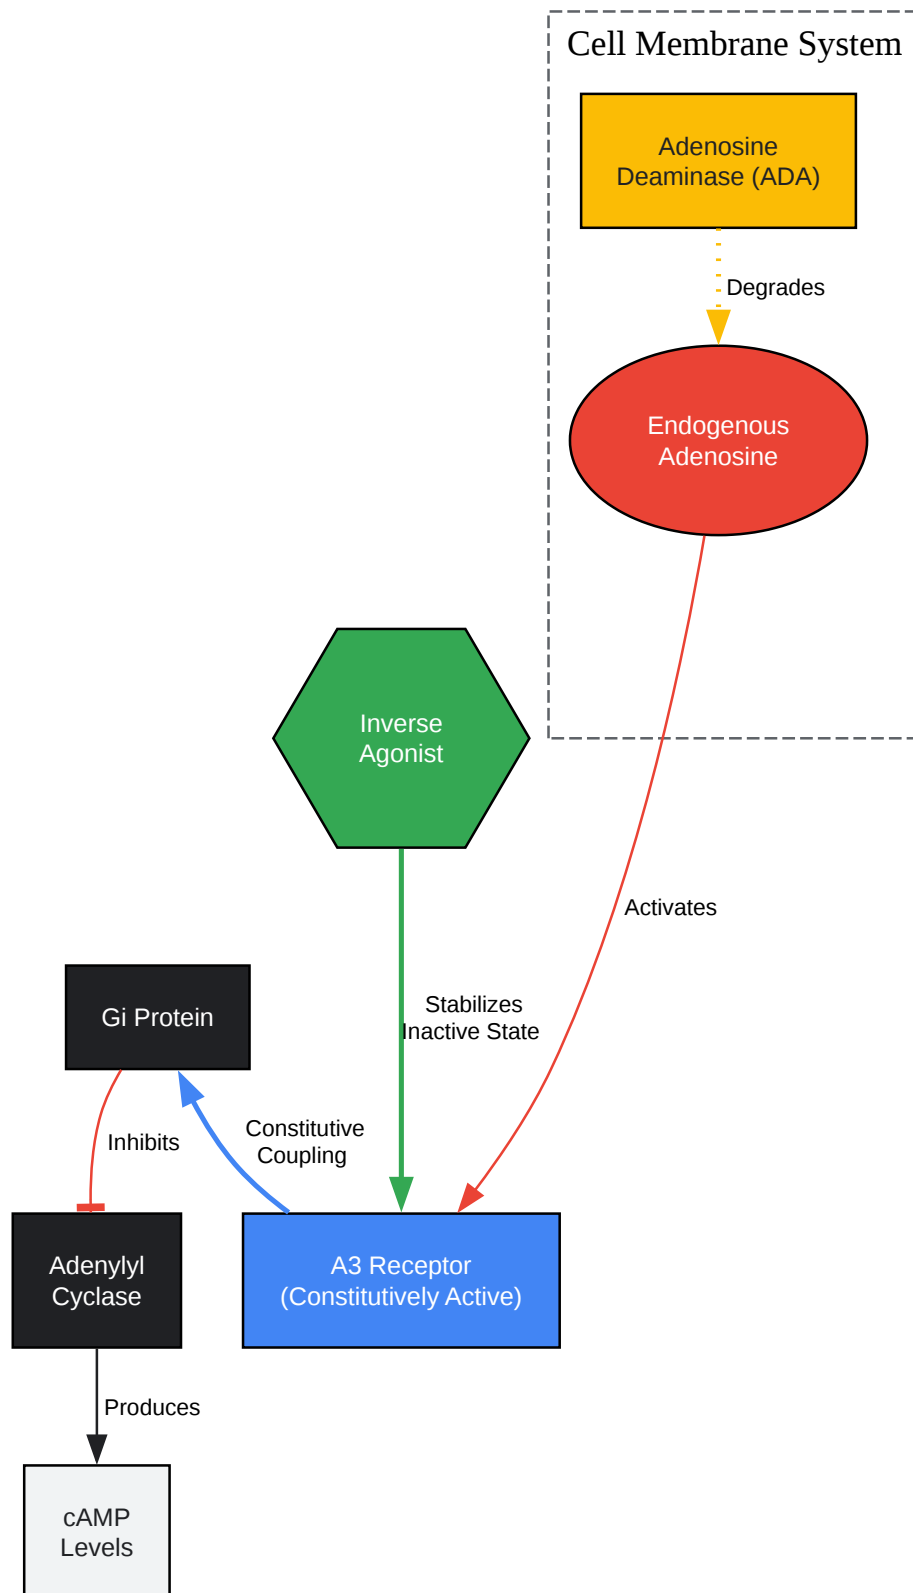 Cell Membrane System
Adenosine
Deaminase (ADA)
Degrades
Endogenous
Adenosine
Inverse
Agonist
Activates
Stabilizes
Inactive State
Gi Protein
Constitutive
Coupling
Inhibits
A3 Receptor
(Constitutively Active)
Adenylyl
Cyclase
Produces
cAMP
Levels